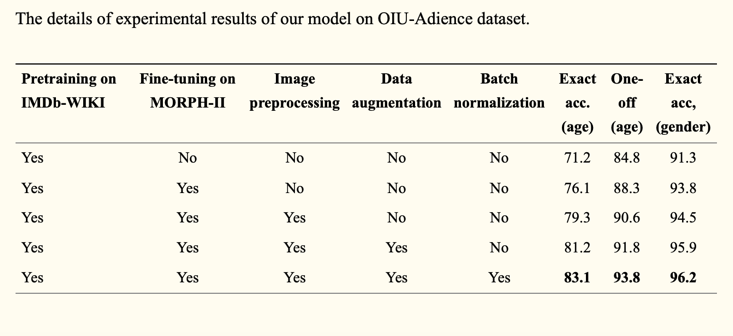 The details of experimental results of our model on OIU-Adience dataset.
Pretraining on IMDb-WIKI Fine-tuning on MORPH-II Image preprocessing Data augmentation Batch normalization Exact acc. (age) One-off (age) Exact acc, (gender)
Yes No No No No 71.2 84.8 91.3
Yes Yes No No No 76.1 88.3 93.8
Yes Yes Yes No No 79.3 90.6 94.5
Yes Yes Yes Yes No 81.2 91.8 95.9
Yes Yes Yes Yes Yes 83.1 93.8 96.2